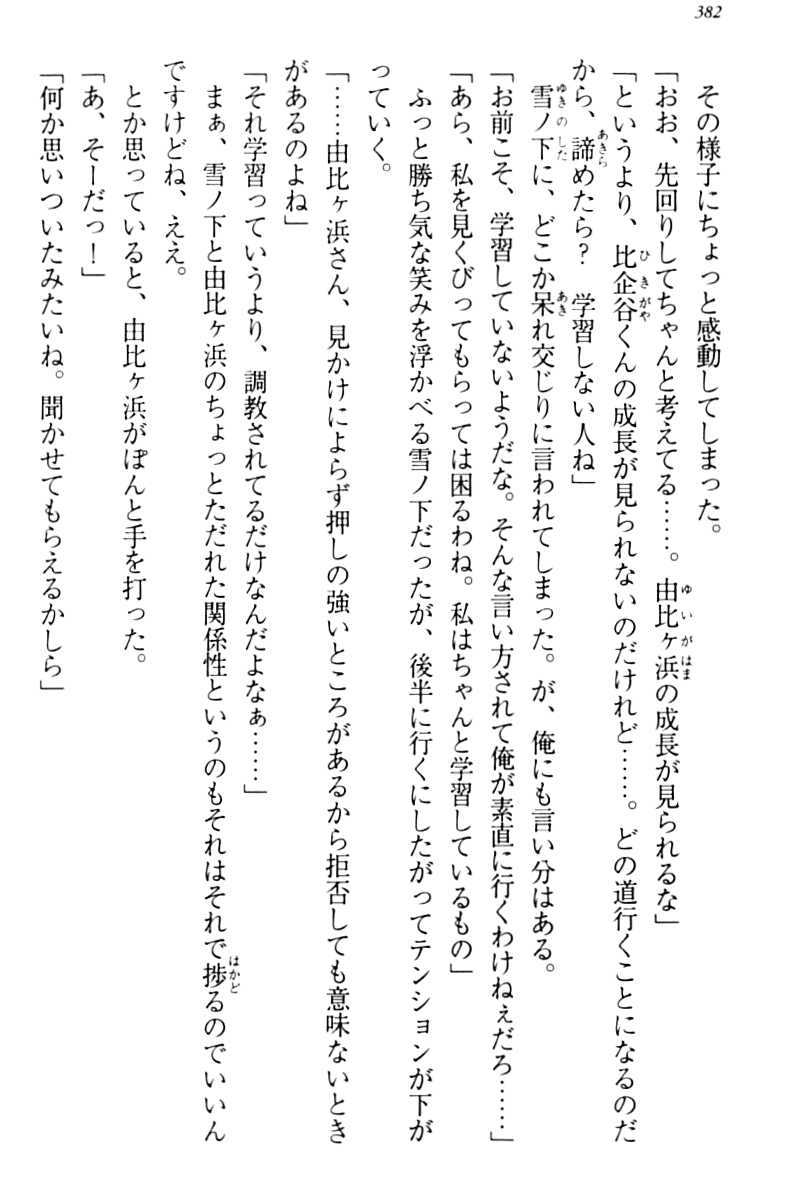 382
その様子にちょっと感動してしまった。
「おお、先回りしてちゃんと考えてる……。由比ヶ浜の成長が見られるな」
「というより、比企谷くんの成長が見られないのだけれど……。どの道行くことになるのだ
から、諦めたら？　学習しない人ね」
雪ノ下に、どこか呆れ交じりに言われてしまった。が、俺にも言い分はある。
「お前こそ、学習していないようだな。そんな言い方されて俺が素直に行くわけねぇだろ……」
「あら、私を見くびってもらっては困るわね。私はちゃんと学習しているもの」
ふっと勝ち気な笑みを浮かべる雪ノ下だったが、後半に行くにしたがってテンションが下が
っていく。
「……由比ヶ浜さん、見かけによらず押しの強いところがあるから拒否しても意味ないとき
があるのよね」
「それ学習っていうより、調教されてるだけなんだよなぁ……」
まぁ、雪ノ下と由比ヶ浜のちょっとただれた関係性というのもそれはそれで捗るのでいいん
ですけどね、ええ。
とか思っていると、由比ヶ浜がぽんと手を打った。
「あ、そーだっ！」
「何か思いついたみたいね。聞かせてもらえるかしら」